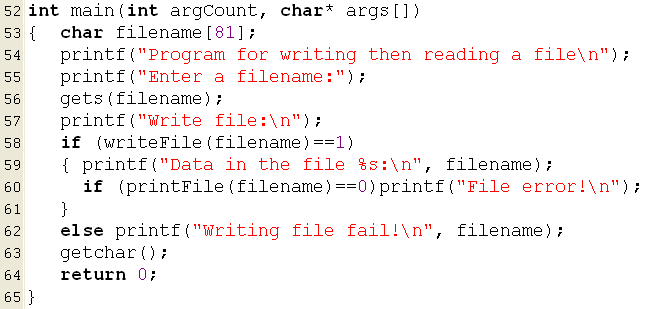 52 int main(int argCount, char* args[])
53 {  char filename[81];
54    printf("Program for writing then reading a file\n");
55    printf("Enter a filename:");
56    gets(filename);
57    printf("Write file:\n");
58    if (writeFile(filename)==1)
59    { printf("Data in the file %s:\n", filename);
60      if (printFile(filename)==0)printf("File error!\n");
61    }
62    else printf("Writing file fail!\n", filename);
63    getchar();
64    return 0;
65 }